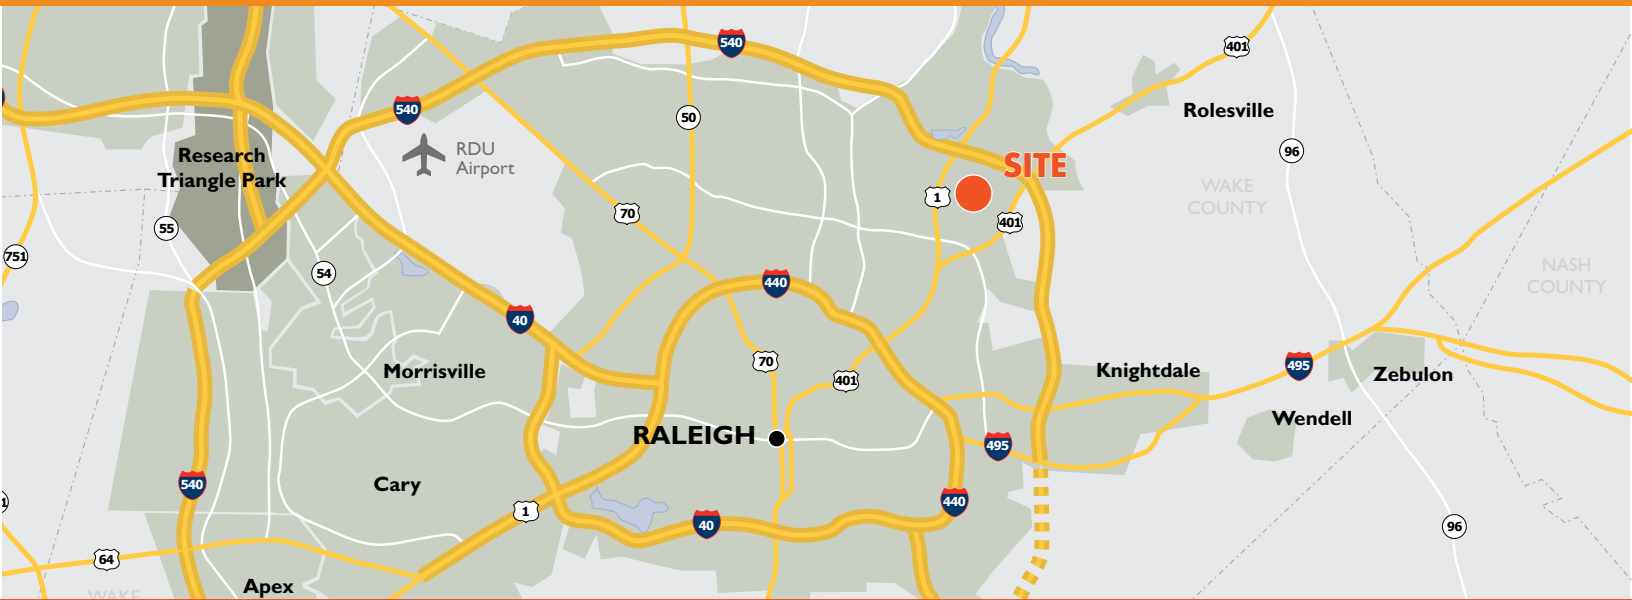 540
401
540
50
Rolesville
RDU
Airport
Research
Triangle Park
SITE
96
WAKE
COUNTY
1
70
401
55
751
54
NASH
COUNTY
440
40
70
Morrisville
401
Knightdale
495
Zebulon
Wendell
RALEIGH
495
Cary
540
1
440
40
96
64
Apex
WAKE